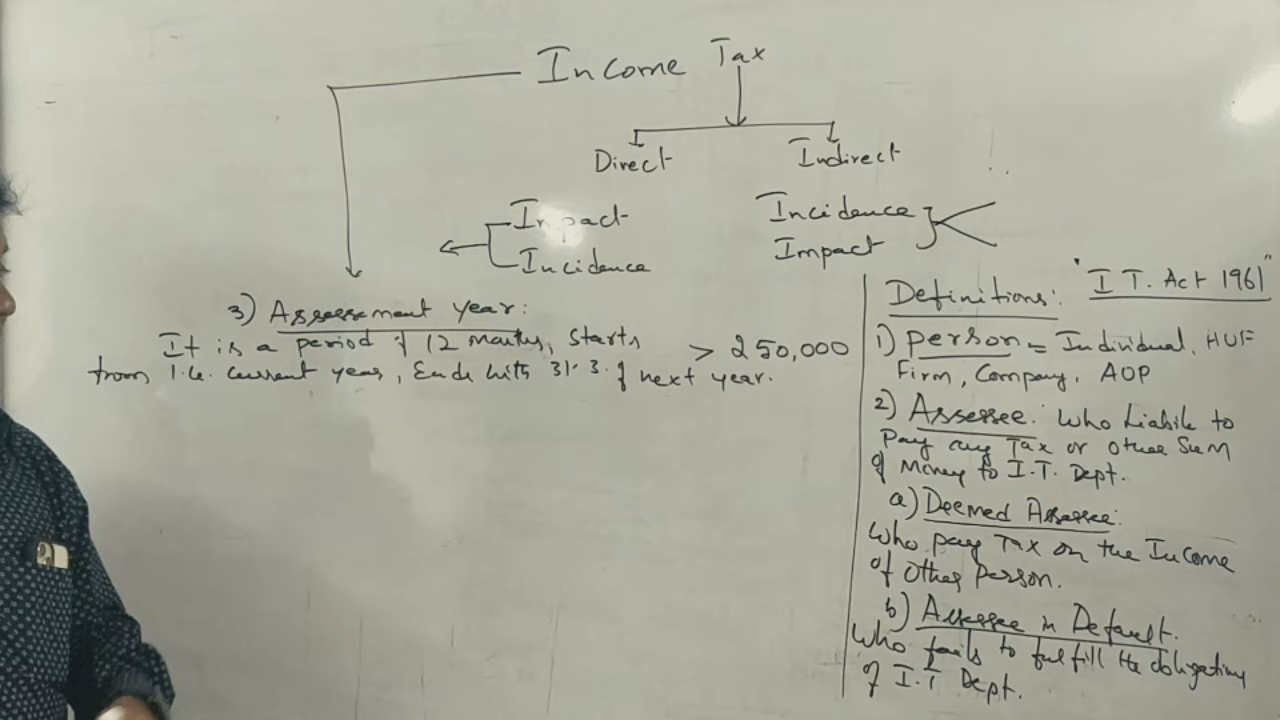 Income Tax
Direct Indirect
Impact
Incidence
Incidence
Impact
3) Assessement year:
It is a period of 12 months, Starts
from 1.4. current year, Ends with 31.3. of next year.
> 250,000
"I T. Act 1961"
Definitions:
1) person = Individual, HUF
Firm, Company, AOP
2) Assessee: who Liable to
pay any Tax or other Sum
of Money to I.T. Dept.
a) Deemed Assessee:
who pay Tax on the Income
of other person.
b) Assessee in Default.
who fails to fulfill the obligation
of I.T Dept.